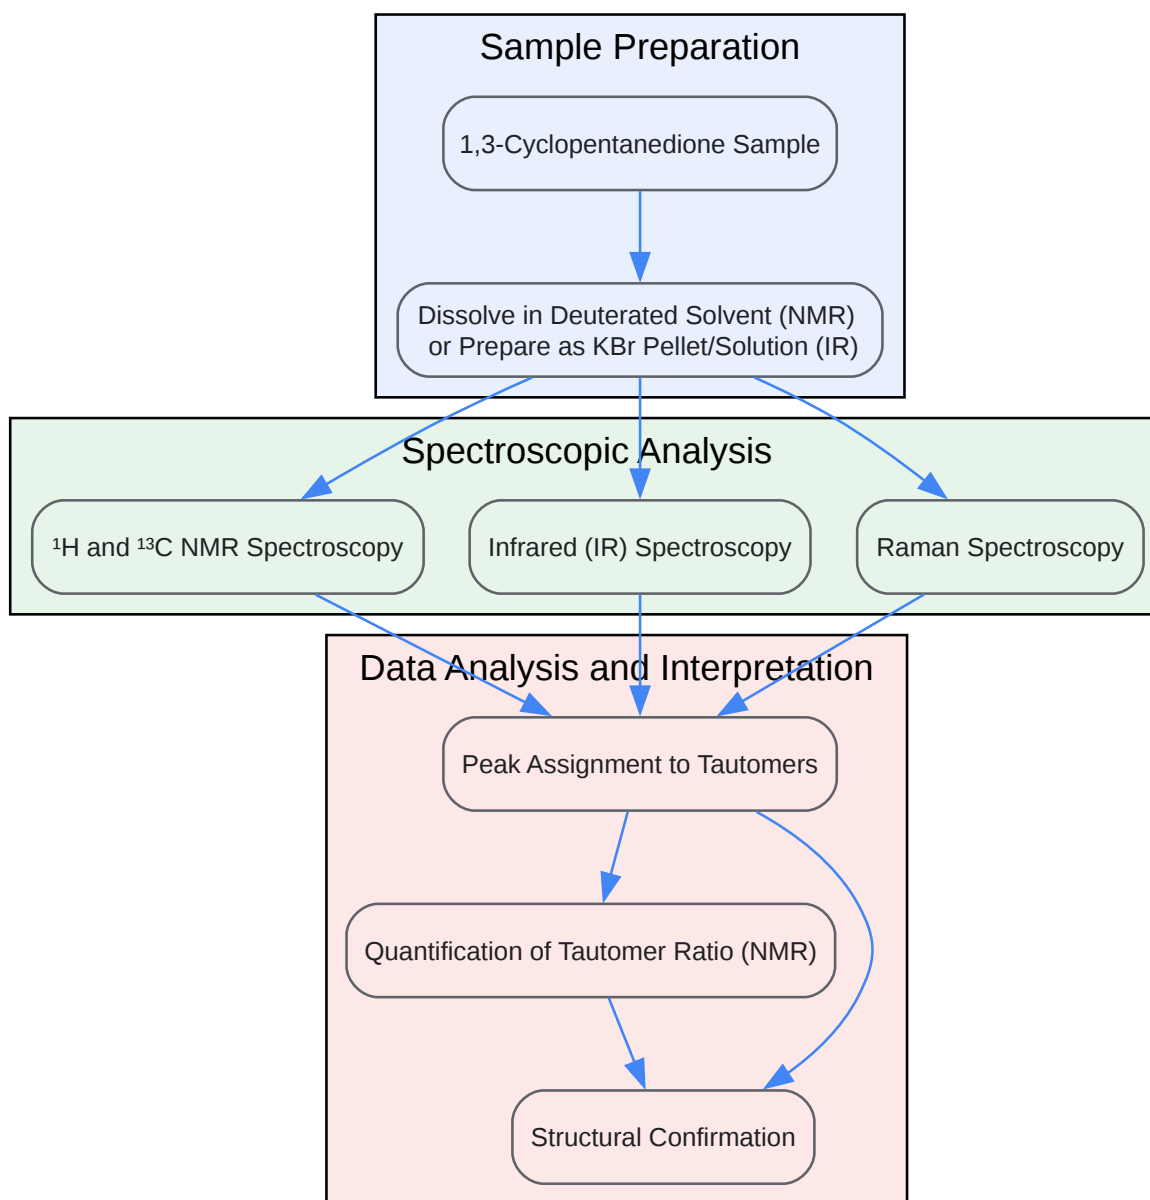 Sample Preparation
1,3-Cyclopentanedione Sample
Dissolve in Deuterated Solvent (NMR)
or Prepare as KBr Pellet/Solution (IR)
Spectroscopic Analysis
¹H and ¹³C NMR Spectroscopy
Infrared (IR) Spectroscopy
Raman Spectroscopy
Data Analysis and Interpretation
Peak Assignment to Tautomers
Quantification of Tautomer Ratio (NMR)
Structural Confirmation